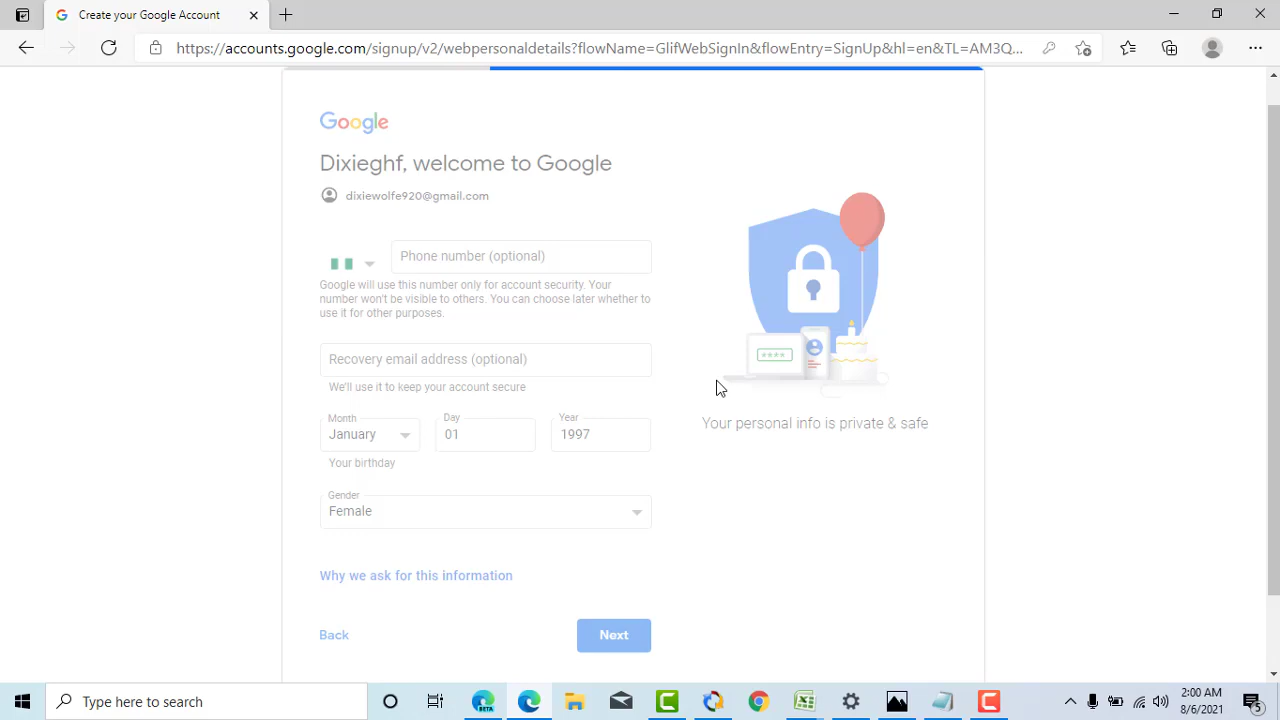 Create your Google Account
https://accounts.google.com/signup/v2/webpersonaldetails?flowName=GlifWebSignIn&flowEntry=SignUp&hl=en&TL=AM3Q...
Google
Dixieghf, welcome to Google
dixiewolfe920@gmail.com
Phone number (optional)
Google will use this number only for account security. Your
number won't be visible to others. You can choose later whether to
use it for other purposes.
Recovery email address (optional)
We'll use it to keep your account secure
Month
January
Day
01
Year
1997
Your birthday
Gender
Female
Why we ask for this information
Back
Next
****
Your personal info is private & safe
Type here to search
BETA
2:00 AM
8/6/2021